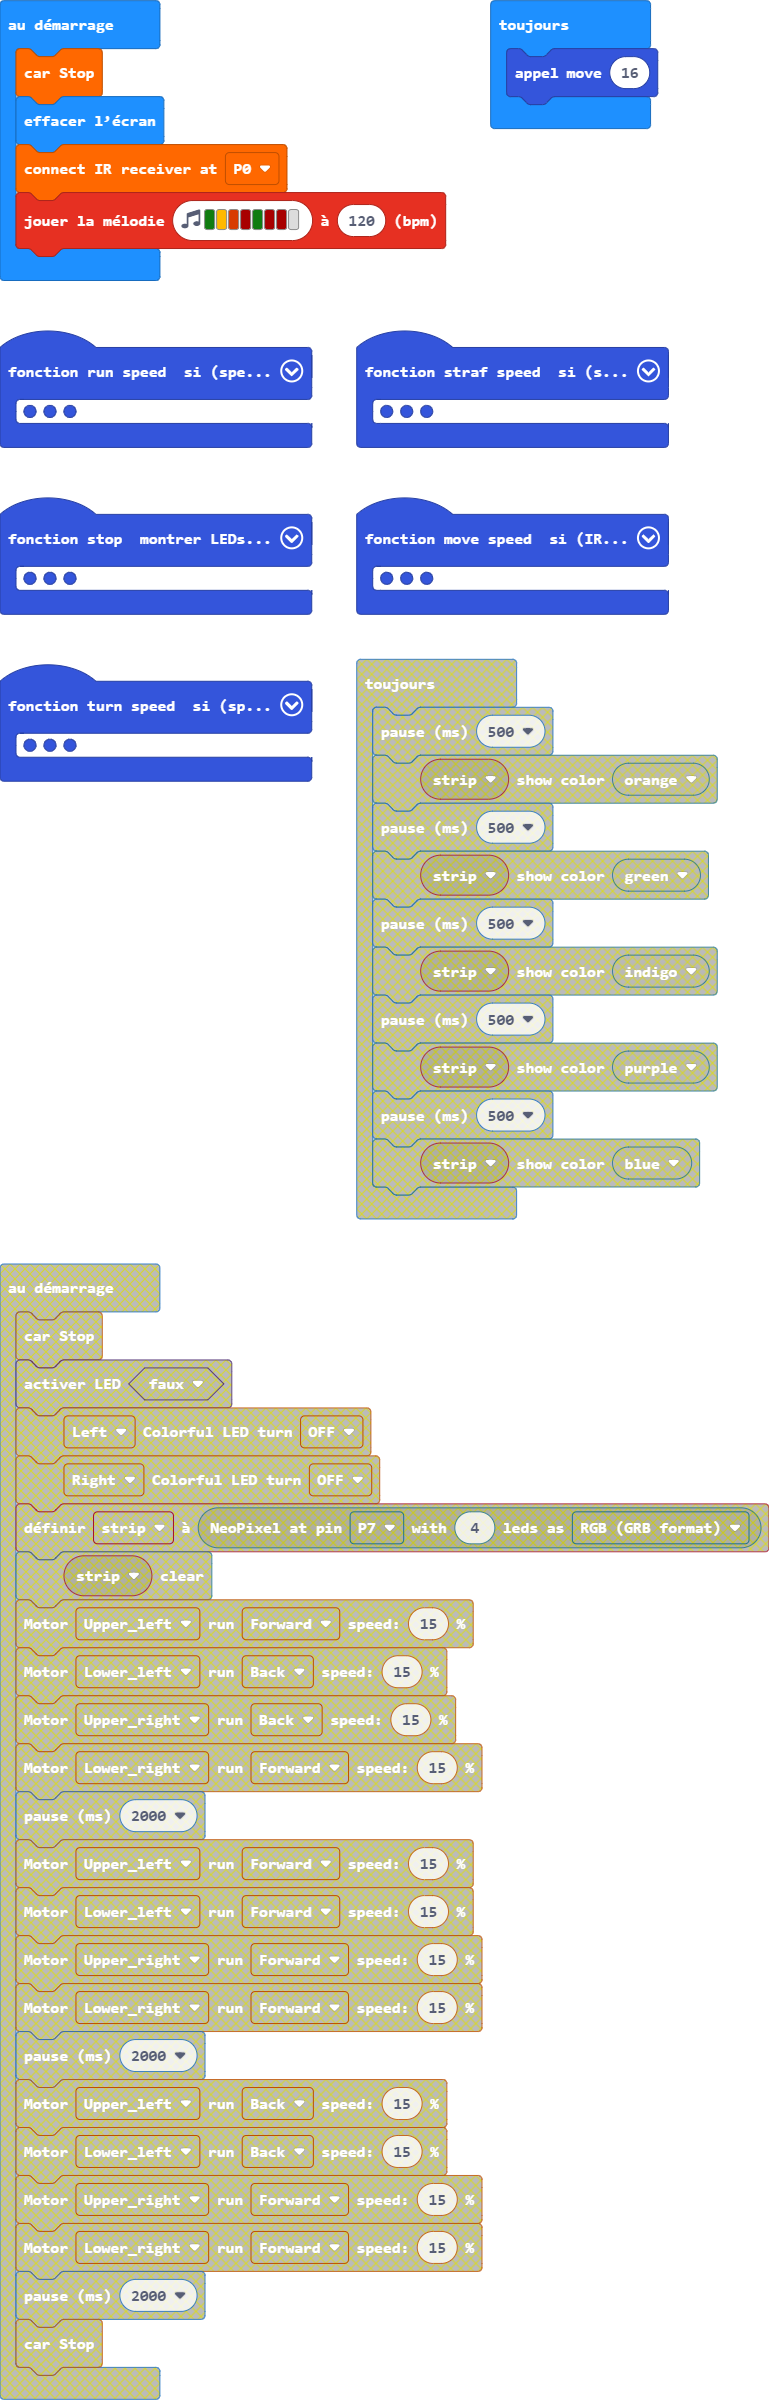 au démarrage
car Stop
effacer l’écran
connect IR receiver at P0
jouer la mélodie à 120 (bpm)
toujours
appel move 16
fonction run speed si (spe...
fonction straf speed si (s...
fonction stop montrer LEDs...
fonction move speed si (IR...
fonction turn speed si (sp...
toujours
pause (ms) 500
strip show color orange
pause (ms) 500
strip show color green
pause (ms) 500
strip show color indigo
pause (ms) 500
strip show color purple
pause (ms) 500
strip show color blue
au démarrage
car Stop
activer LED faux
Left Colorful LED turn OFF
Right Colorful LED turn OFF
définir strip à NeoPixel at pin P7 with 4 leds as RGB (GRB format)
strip clear
Motor Upper_left run Forward speed: 15 %
Motor Lower_left run Back speed: 15 %
Motor Upper_right run Back speed: 15 %
Motor Lower_right run Forward speed: 15 %
pause (ms) 2000
Motor Upper_left run Forward speed: 15 %
Motor Lower_left run Forward speed: 15 %
Motor Upper_right run Forward speed: 15 %
Motor Lower_right run Forward speed: 15 %
pause (ms) 2000
Motor Upper_left run Back speed: 15 %
Motor Lower_left run Back speed: 15 %
Motor Upper_right run Forward speed: 15 %
Motor Lower_right run Forward speed: 15 %
pause (ms) 2000
car Stop